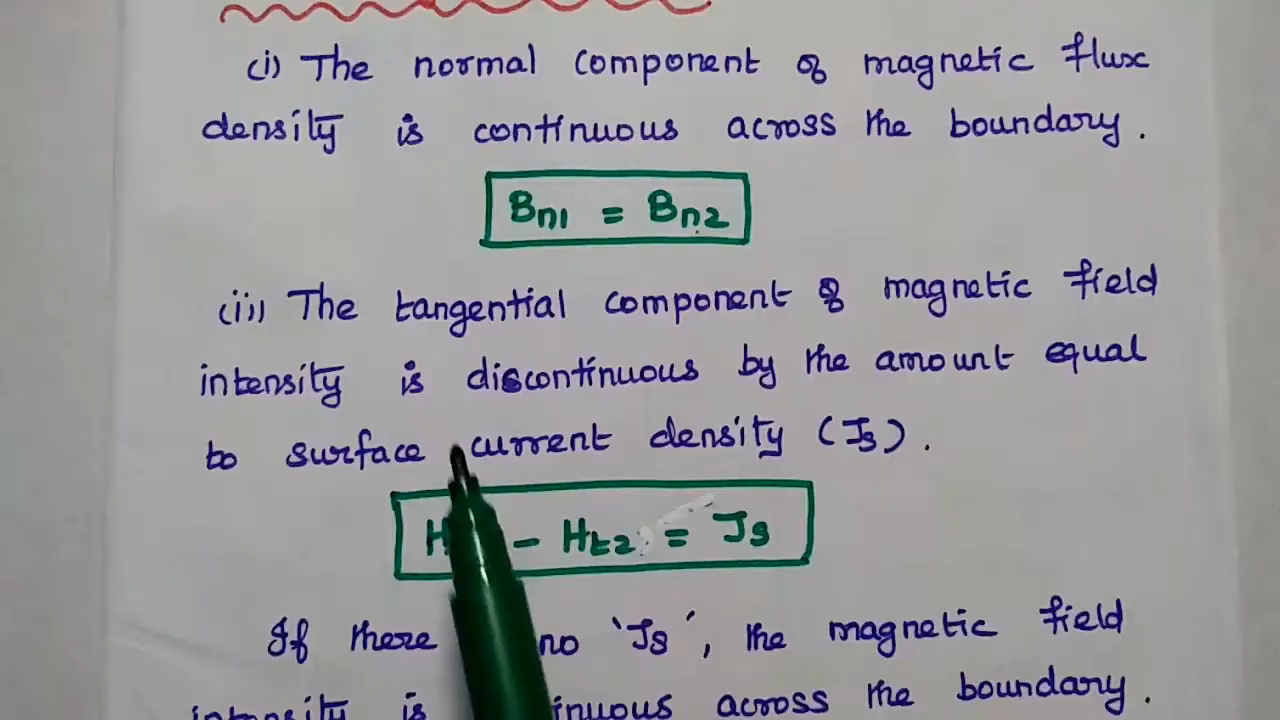 (i) The normal component of magnetic flux
density is continuous across the boundary.
Bn1 = Bn2
(ii) The tangential component of magnetic field
intensity is discontinuous by the amount equal
to surface current density (Js).
H - Ht2 = Js
If there no 'Js', the magnetic field
intensity is across the boundary.